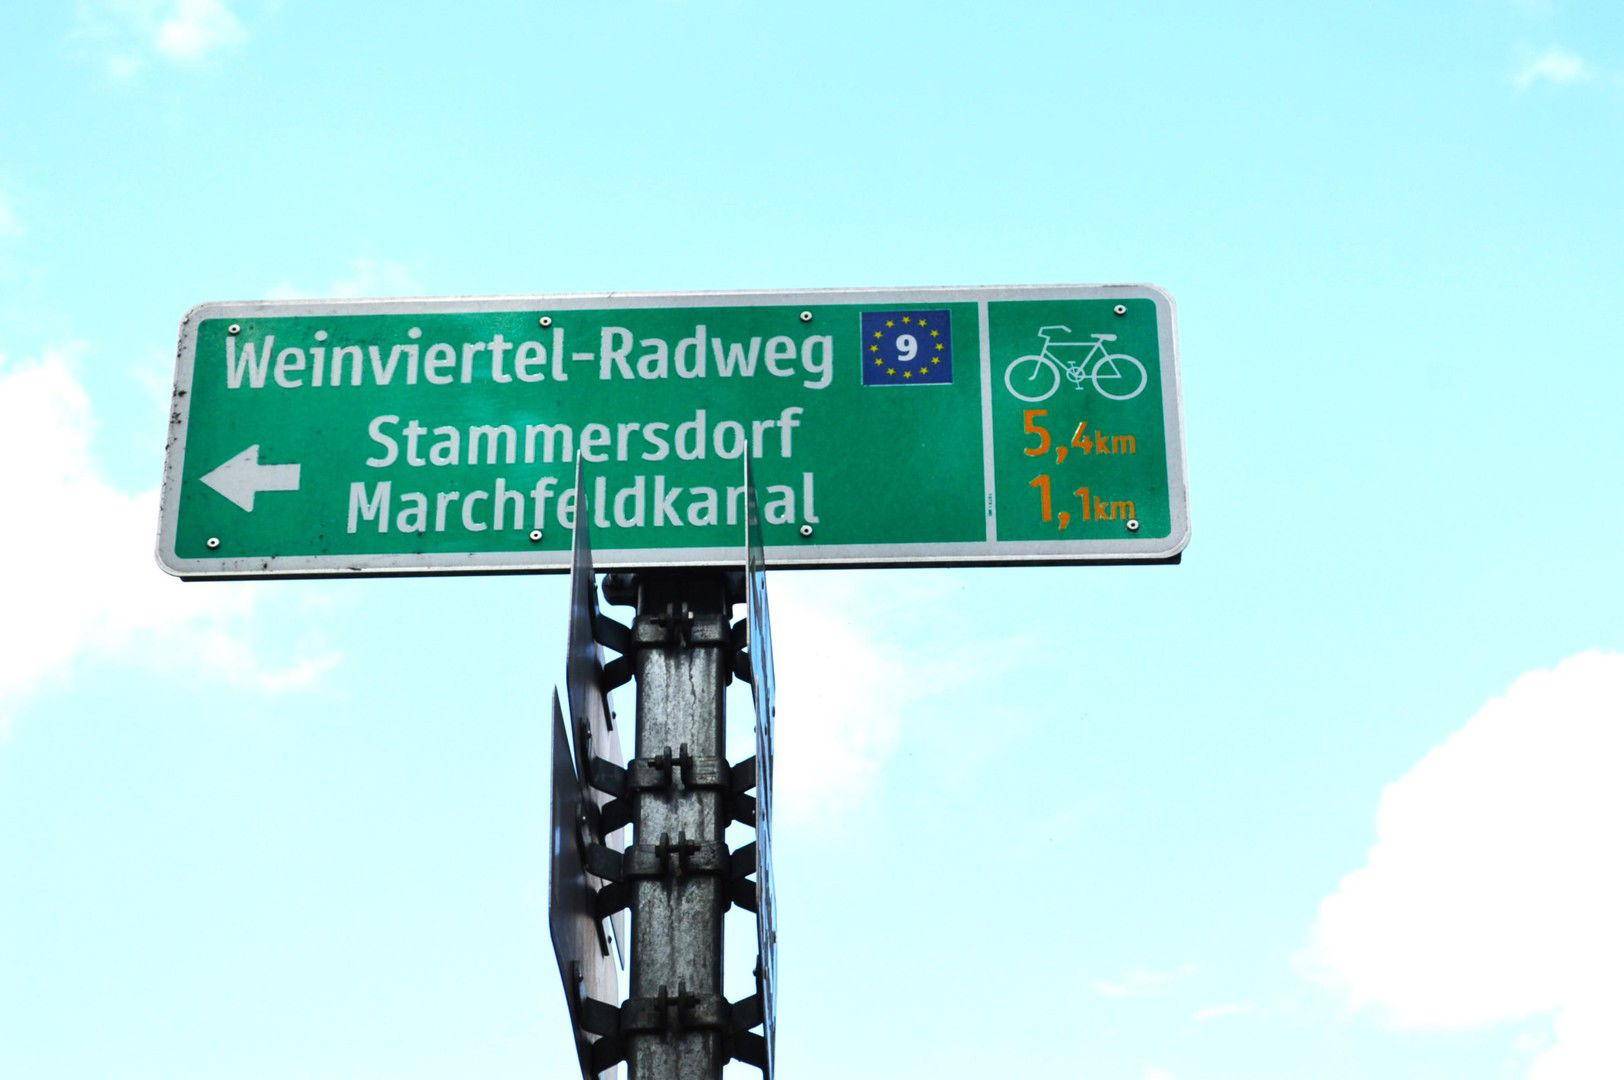 Weinviertel-Radweg 9
Stammersdorf 5,4km
Marchfeldkanal 1,1km